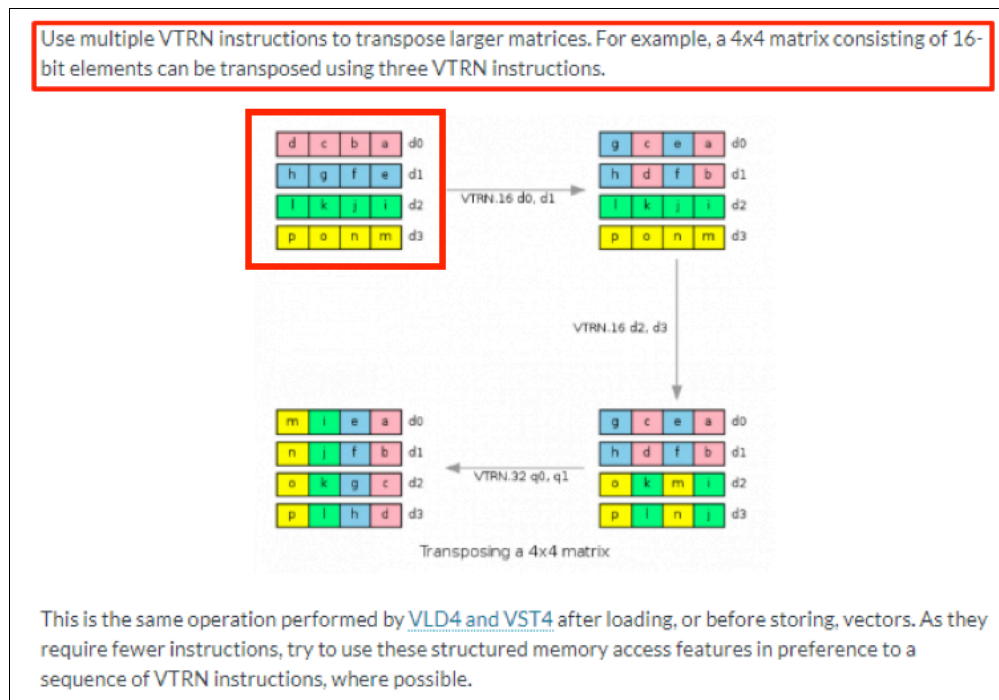 Use multiple VTRN instructions to transpose larger matrices. For example, a 4x4 matrix consisting of 16-
bit elements can be transposed using three VTRN instructions.
d c b a d0
h g f e d1
l k j i d2
p o n m d3
VTRN.16 d0, d1
g c e a d0
h d f b d1
l k j i d2
p o n m d3
VTRN.16 d2, d3
m i e a d0
n j f b d1
o k g c d2
p l h d d3
VTRN.32 q0, q1
g c e a d0
h d f b d1
o k m i d2
p l n j d3
Transposing a 4x4 matrix
This is the same operation performed by VLD4 and VST4 after loading, or before storing, vectors. As they
require fewer instructions, try to use these structured memory access features in preference to a
sequence of VTRN instructions, where possible.